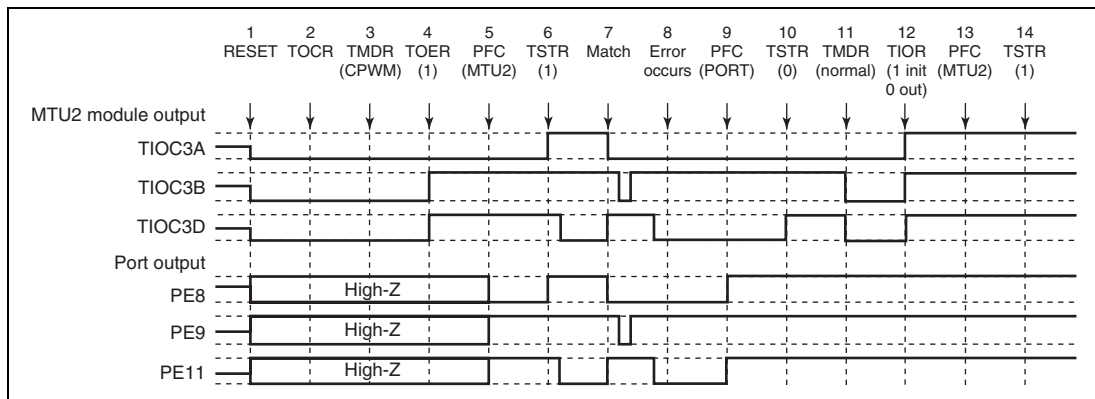 1 2 3 4 5 6 7 8 9 10 11 12 13 14
RESET TOCR TMDR TOER PFC TSTR Match Error PFC TSTR TMDR TIOR PFC TSTR
(CPWM) (1) (MTU2) (1) occurs (PORT) (0) (normal) (1 init (MTU2) (1)
0 out)
MTU2 module output
TIOC3A
TIOC3B
TIOC3D
Port output
PE8 High-Z
PE9 High-Z
PE11 High-Z